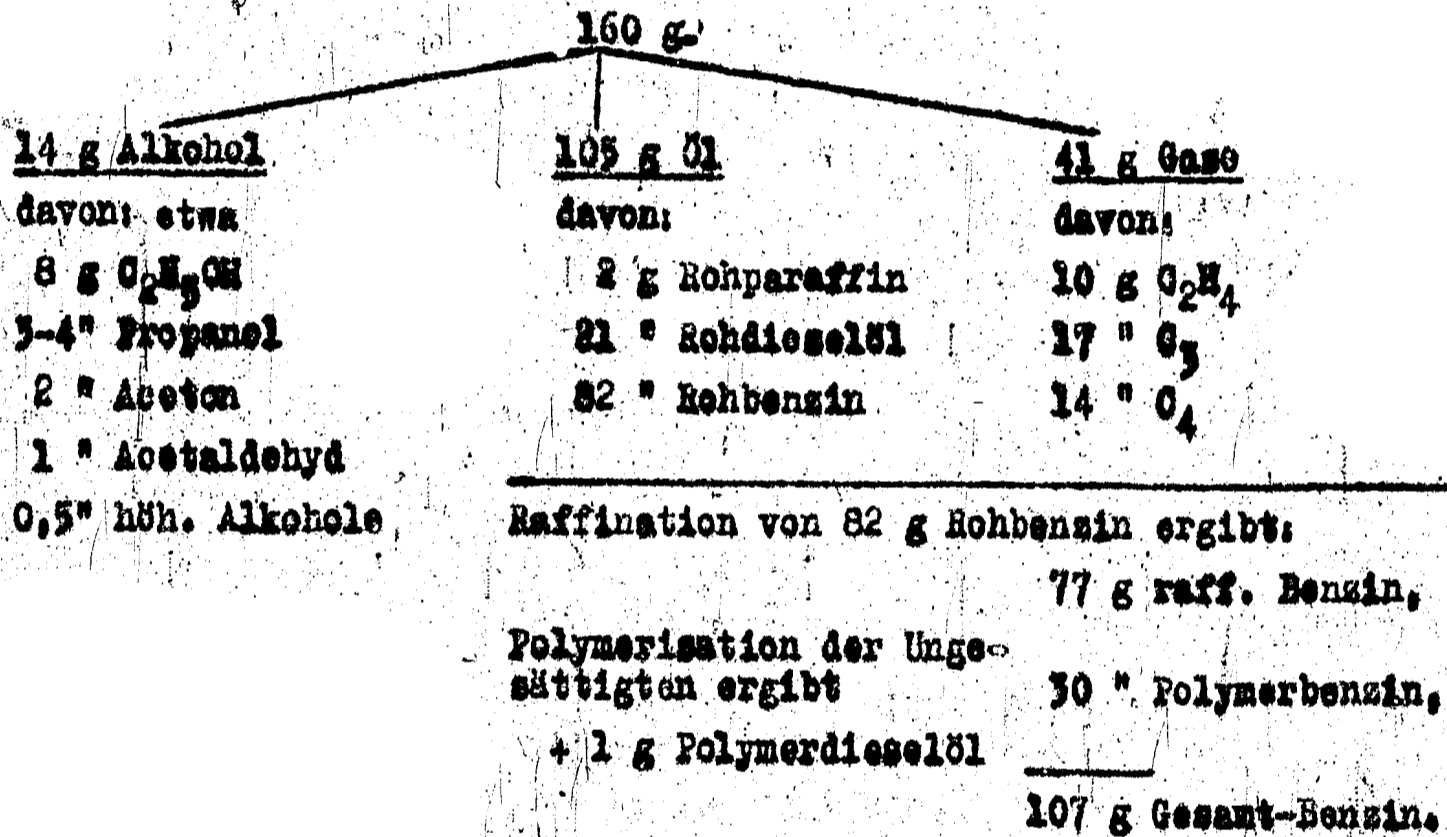 160 g.
14 g Alkohol
davon: etwa
8 g C₂H₅OH
3-4" Propanol
2 " Aceton
1 " Acetaldehyd
0,5" höh. Alkohole
105 g Öl
davon:
2 g Rohparaffin
21 " Rohdieselöl
82 " Rohbenzin
41 g Gase
davon:
10 g C₂H₄
17 " C₃
14 " C₄
Raffination von 82 g Rohbenzin ergibt:
77 g raff. Benzin,
Polymerisation der Unge-
sättigten ergibt
30 " Polymerbenzin,
+ 1 g Polymerdieselöl
107 g Gesamt-Benzin.